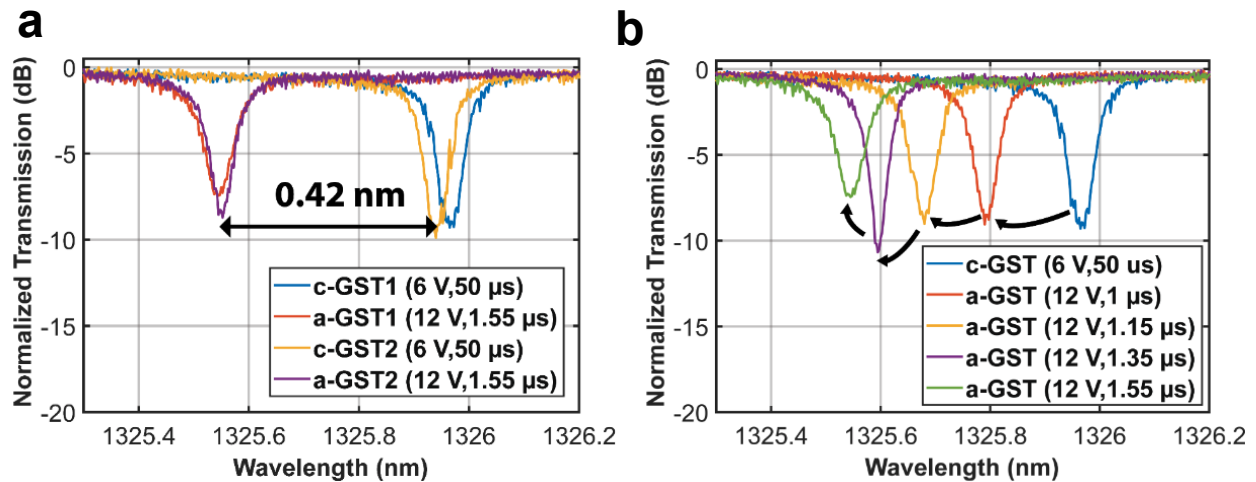 a
Normalized Transmission (dB)
0
-5
-10
-15
-20
0.42 nm
c-GST1 (6 V,50 µs)
a-GST1 (12 V,1.55 µs)
c-GST2 (6 V,50 µs)
a-GST2 (12 V,1.55 µs)
1325.4 1325.6 1325.8 1326 1326.2
Wavelength (nm)
b
Normalized Transmission (dB)
0
-5
-10
-15
-20
c-GST (6 V,50 us)
a-GST (12 V,1 µs)
a-GST (12 V,1.15 µs)
a-GST (12 V,1.35 µs)
a-GST (12 V,1.55 µs)
1325.4 1325.6 1325.8 1326 1326.2
Wavelength (nm)